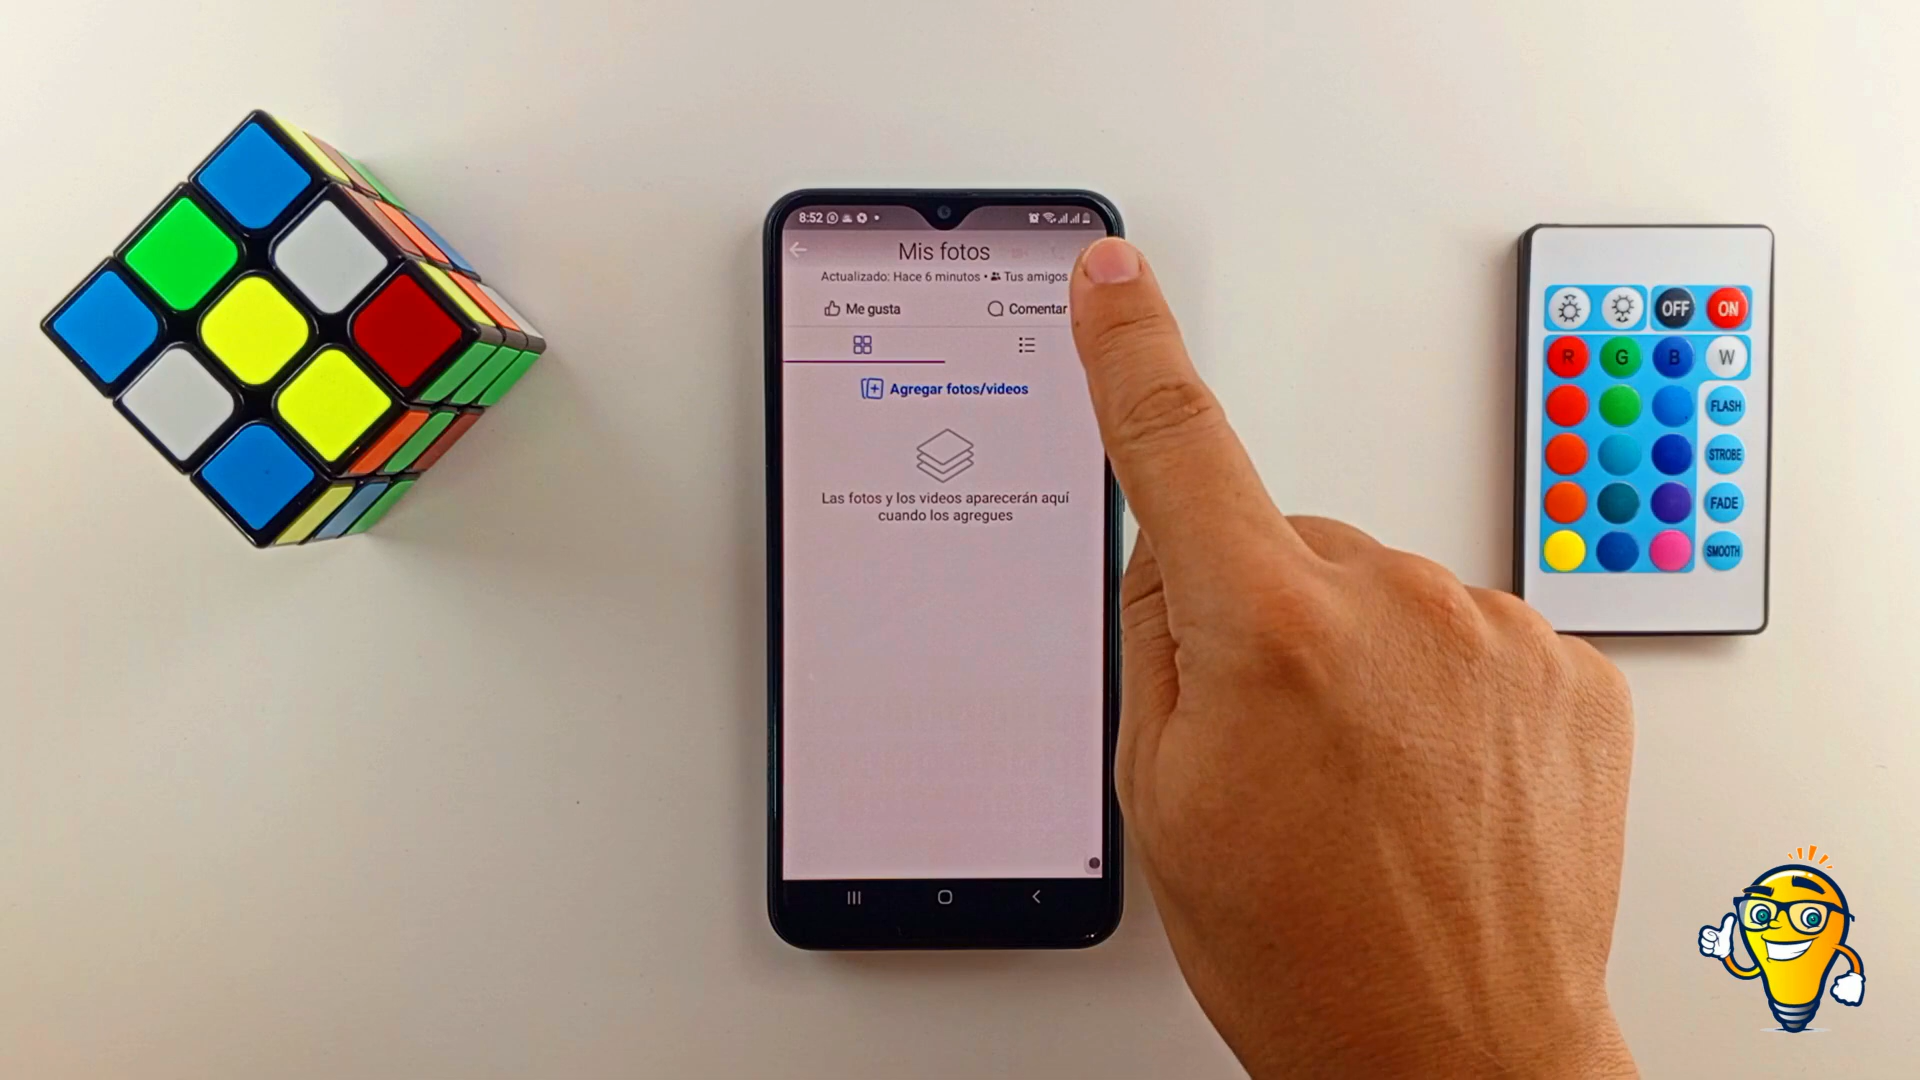 8:52
Mis fotos
Actualizado: Hace 6 minutos • Tus amigos
Me gusta
Comentar
Agregar fotos/videos
Las fotos y los videos aparecerán aquí
cuando los agregues
OFF
ON
R
G
B
W
FLASH
STROBE
FADE
SMOOTH